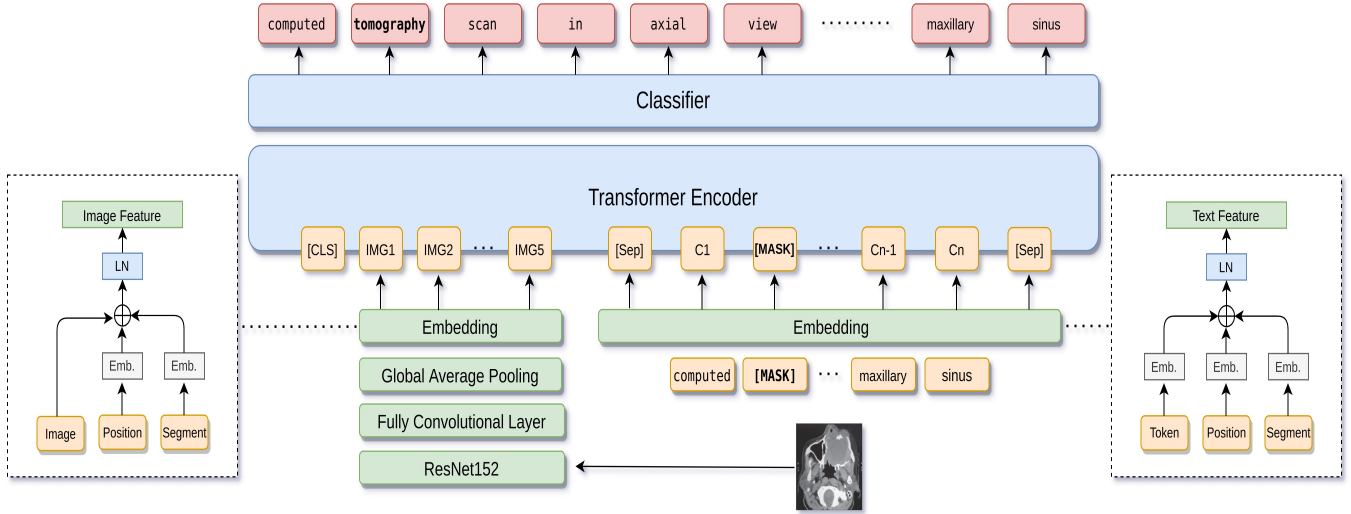 computed tomography scan in axial view ......... maxillary sinus
Classifier
Transformer Encoder
[CLS] IMG1 IMG2 ... IMG5 [Sep] C1 [MASK] ... Cn-1 Cn [Sep]
Embedding
Embedding
Global Average Pooling
computed [MASK] ... maxillary sinus
Fully Convolutional Layer
ResNet152
Image Feature
LN
Emb. Emb.
Image Position Segment
Text Feature
LN
Emb. Emb. Emb.
Token Position Segment